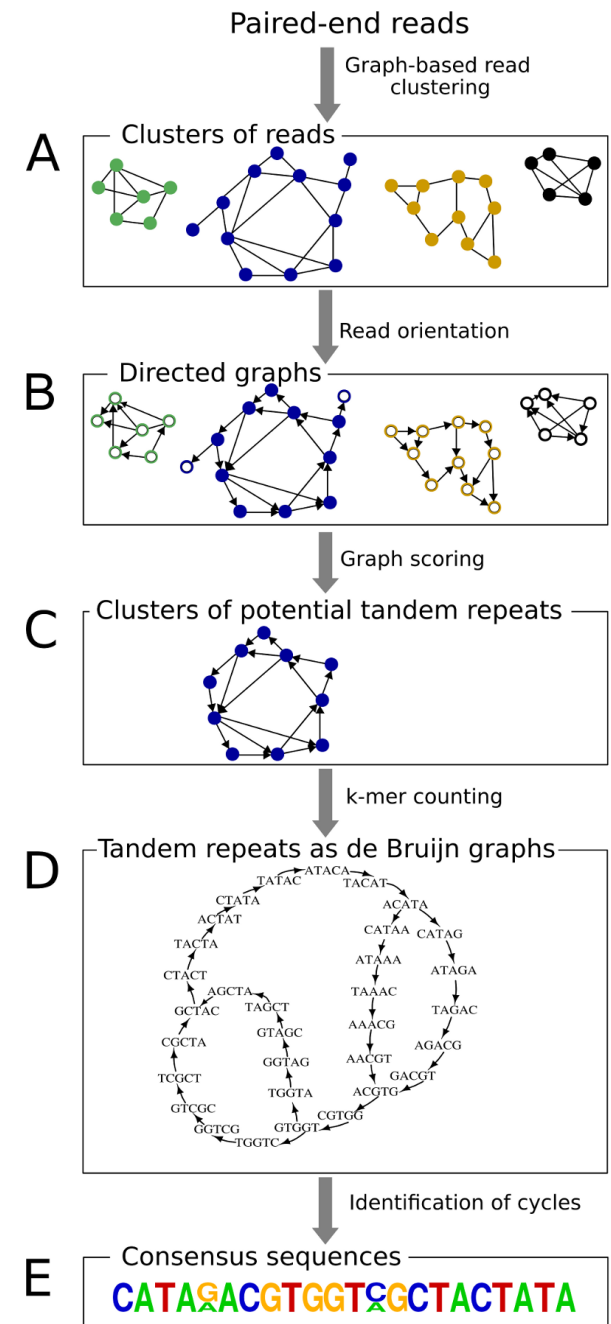 Paired-end reads
Graph-based read
clustering
A
Clusters of reads
Read orientation
B
Directed graphs
Graph scoring
C
Clusters of potential tandem repeats
k-mer counting
D
Tandem repeats as de Bruijn graphs
ATACA
TATAC
TACAT
CTATA
ACATA
ACTAT
CATAA
CATAG
TACTA
ATAAA
ATAGA
CTACT
AGCTA
TAAAC
GCTAC
TAGCT
TAGAC
AAACG
GTAGC
CGCTA
AGACG
AACGT
GGTAG
TCGCT
GACGT
TGGTA
ACGTG
GTCGC
CGTGG
GGTCG
GTGGT
TGGTC
Identification of cycles
E
Consensus sequences
CATAGACGTGGTCGCTACTATA
A A